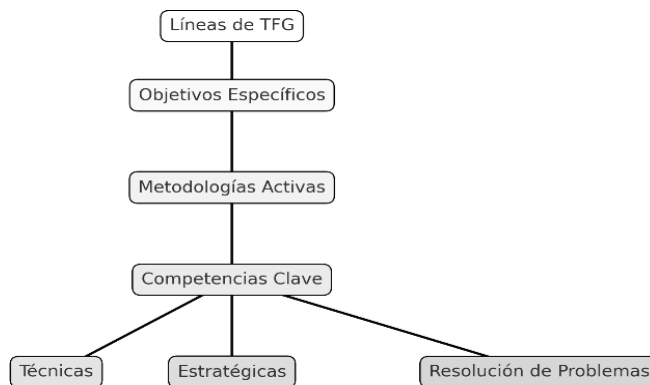 Líneas de TFG
Objetivos Específicos
Metodologías Activas
Competencias Clave
Técnicas
Estratégicas
Resolución de Problemas